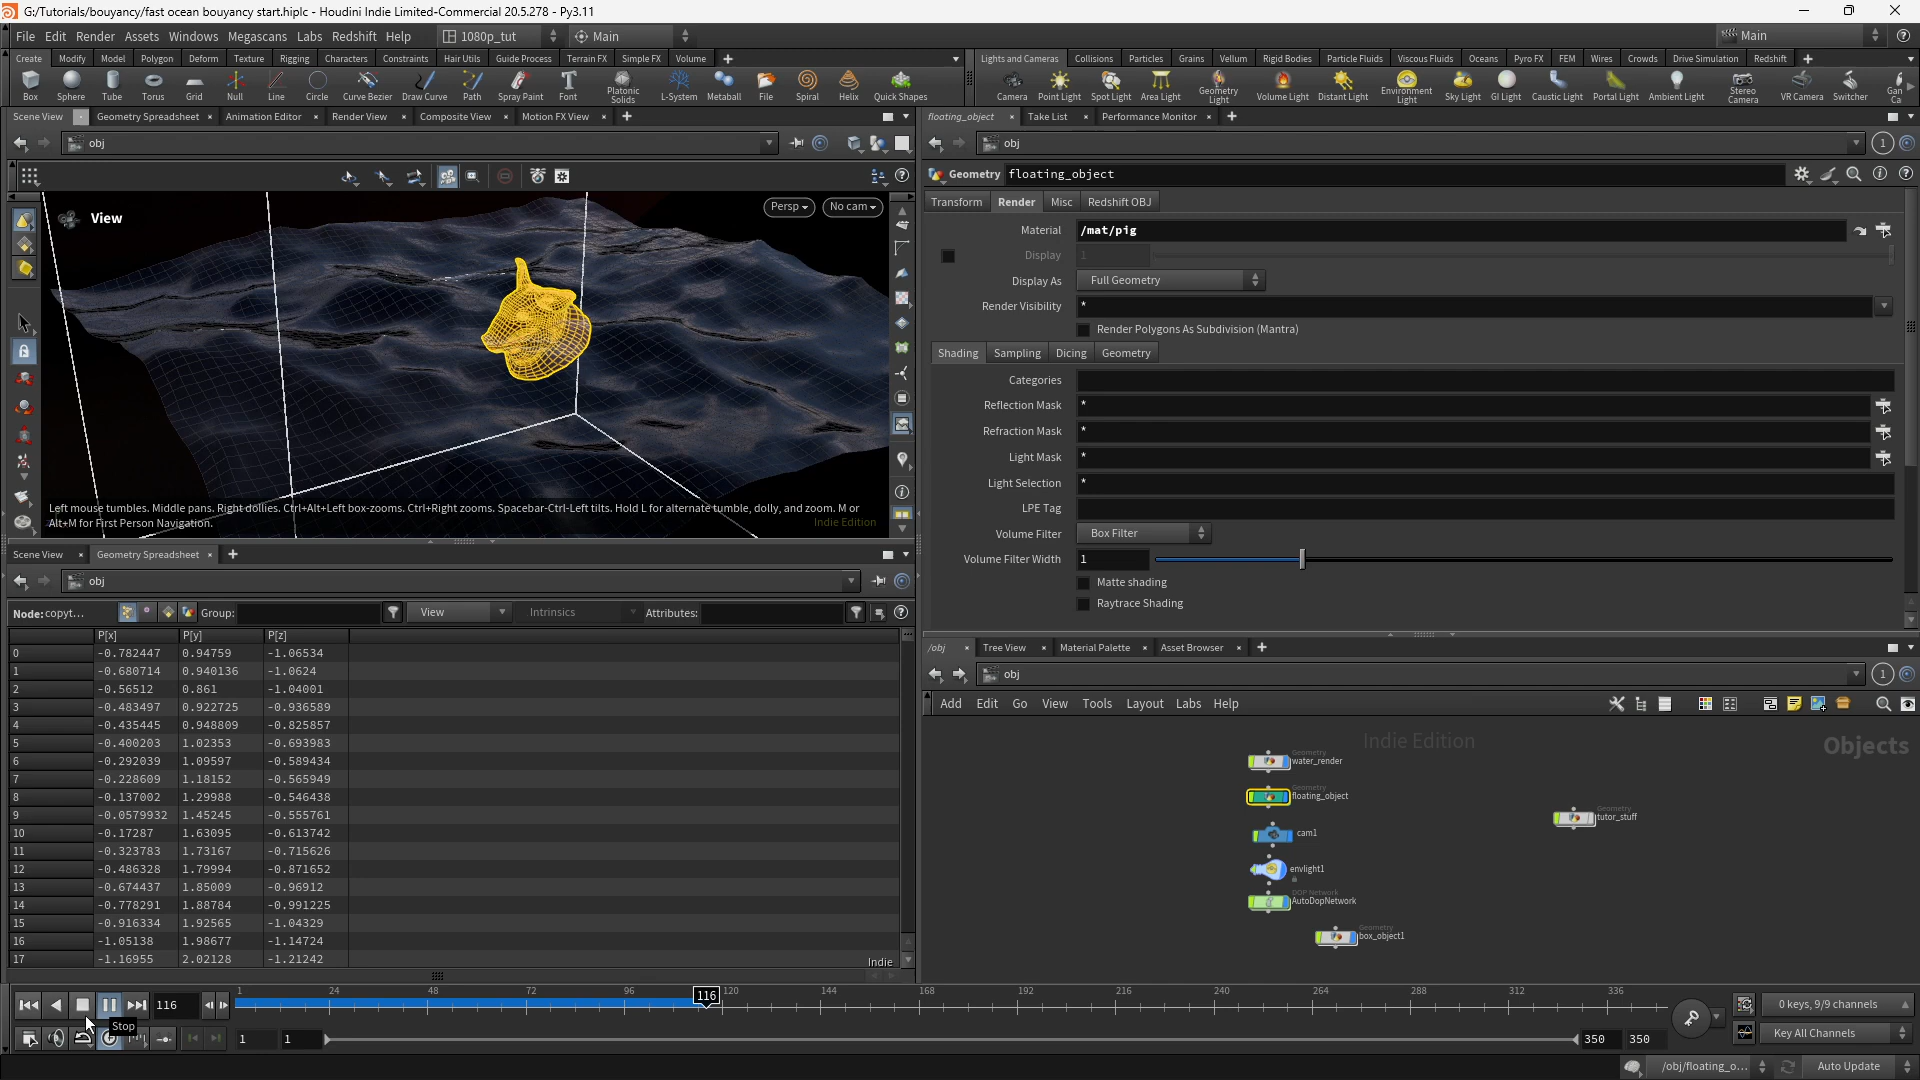 G:/Tutorials/bouyancy/fast ocean bouyancy start.hiplc - Houdini Indie Limited-Commercial 20.5.278 - Py3.11
File Edit Render Assets Windows Megascans Labs Redshift Help 1080p_tut Main Main
Create Modify Model Polygon Deform Texture Rigging Characters Constraints Hair Utils Guide Process Terrain FX Simple FX Volume
Lights and Cameras Collisions Particles Grains Vellum Rigid Bodies Particle Fluids Viscous Fluids Oceans Pyro FX FEM Wires Crowds Drive Simulation Redshift
Box Sphere Tube Torus Grid Null Line Circle Curve Bezier Draw Curve Path Spray Paint Font Platonic Solids L-System Metaball File Spiral Helix Quick Shapes
Camera Point Light Spot Light Area Light Geometry Light Volume Light Distant Light Environment Light Sky Light GI Light Caustic Light Portal Light Ambient Light Stereo Camera VR Camera Switcher Gan Ca
Scene View Geometry Spreadsheet Animation Editor Render View Composite View Motion FX View
obj
View
Persp No cam
Left mouse tumbles. Middle pans. Right dollies. Ctrl+Alt+Left box-zooms. Ctrl+Right zooms. Spacebar-Ctrl-Left tilts. Hold L for alternate tumble, dolly, and zoom. M or
Alt+M for First Person Navigation.
Indie Edition
floating_object Take List Performance Monitor
obj 1
Geometry floating_object
Transform Render Misc Redshift OBJ
Material /mat/pig
Display 1
Display As Full Geometry
Render Visibility *
Render Polygons As Subdivision (Mantra)
Shading Sampling Dicing Geometry
Categories
Reflection Mask *
Refraction Mask *
Light Mask *
Light Selection *
LPE Tag
Volume Filter Box Filter
Volume Filter Width 1
Matte shading
Raytrace Shading
Scene View Geometry Spreadsheet
obj
Node: copyt... Group: View Intrinsics Attributes:
P[x] P[y] P[z]
0 -0.782447 0.94759 -1.06534
1 -0.680714 0.940136 -1.0624
2 -0.56512 0.861 -1.04001
3 -0.483497 0.922725 -0.936589
4 -0.435445 0.948809 -0.825857
5 -0.400203 1.02353 -0.693983
6 -0.292039 1.09597 -0.589434
7 -0.228609 1.18152 -0.565949
8 -0.137002 1.29988 -0.546438
9 -0.0579932 1.45245 -0.555761
10 -0.17287 1.63095 -0.613742
11 -0.323783 1.73167 -0.715626
12 -0.486328 1.79994 -0.871652
13 -0.674437 1.85009 -0.96912
14 -0.778291 1.88784 -0.991225
15 -0.916334 1.92565 -1.04329
16 -1.05138 1.98677 -1.14724
17 -1.16955 2.02128 -1.21242
Indie
/obj Tree View Material Palette Asset Browser
obj 1
Add Edit Go View Tools Layout Labs Help
Indie Edition
Objects
Geometry
water_render
Geometry
floating_object
Geometry
tutor_stuff
cam1
envlight1
DOP Network
AutoDopNetwork
Geometry
box_object1
116
1 24 48 72 96 116 120 144 168 192 216 240 264 288 312 336
0 keys, 9/9 channels
Stop
1 1 350 350
Key All Channels
/obj/floating_o... Auto Update